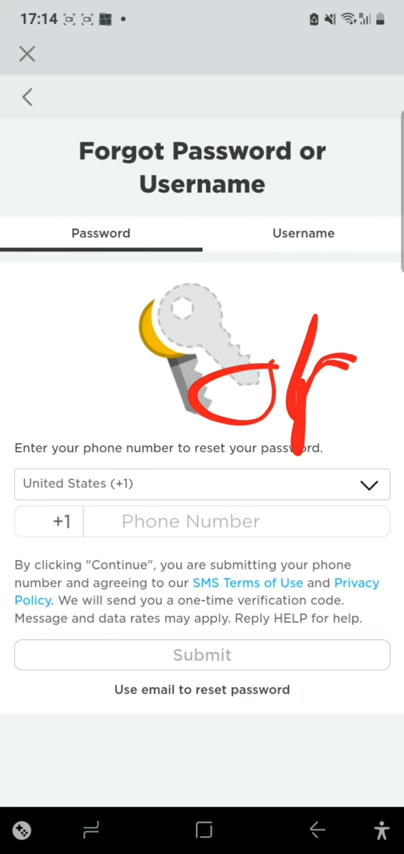 17:14
Forgot Password or
Username
Password Username
or
Enter your phone number to reset your password.
United States (+1)
+1 Phone Number
By clicking "Continue", you are submitting your phone
number and agreeing to our SMS Terms of Use and Privacy
Policy. We will send you a one-time verification code.
Message and data rates may apply. Reply HELP for help.
Submit
Use email to reset password